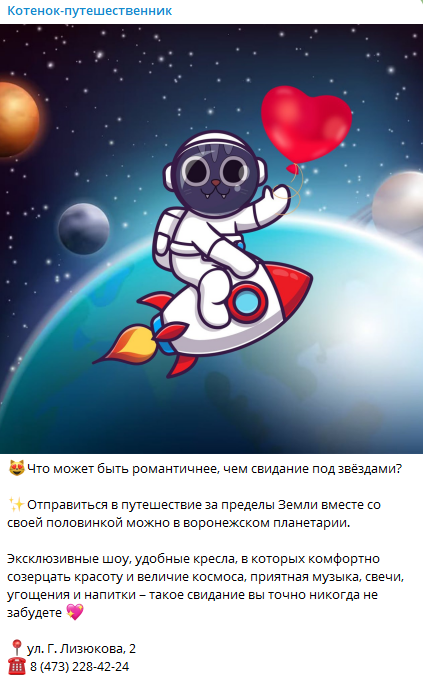 Котенок-путешественник
😻Что может быть романтичнее, чем свидание под звёздами?
✨Отправиться в путешествие за пределы Земли вместе со
своей половинкой можно в воронежском планетарии.
Эксклюзивные шоу, удобные кресла, в которых комфортно
созерцать красоту и величие космоса, приятная музыка, свечи,
угощения и напитки – такое свидание вы точно никогда не
забудете 💖
📍ул. Г. Лизюкова, 2
☎️ 8 (473) 228-42-24